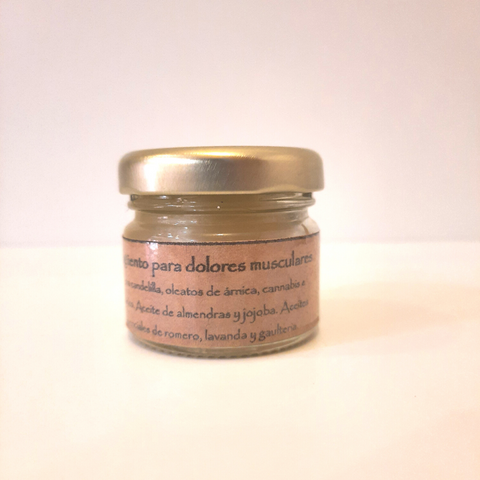 para dolores musculares
candelilla, oleatos de árnica, cannabis e
Aceite de almendras y jojoba. Aceites
de romero, lavanda y gaulteria